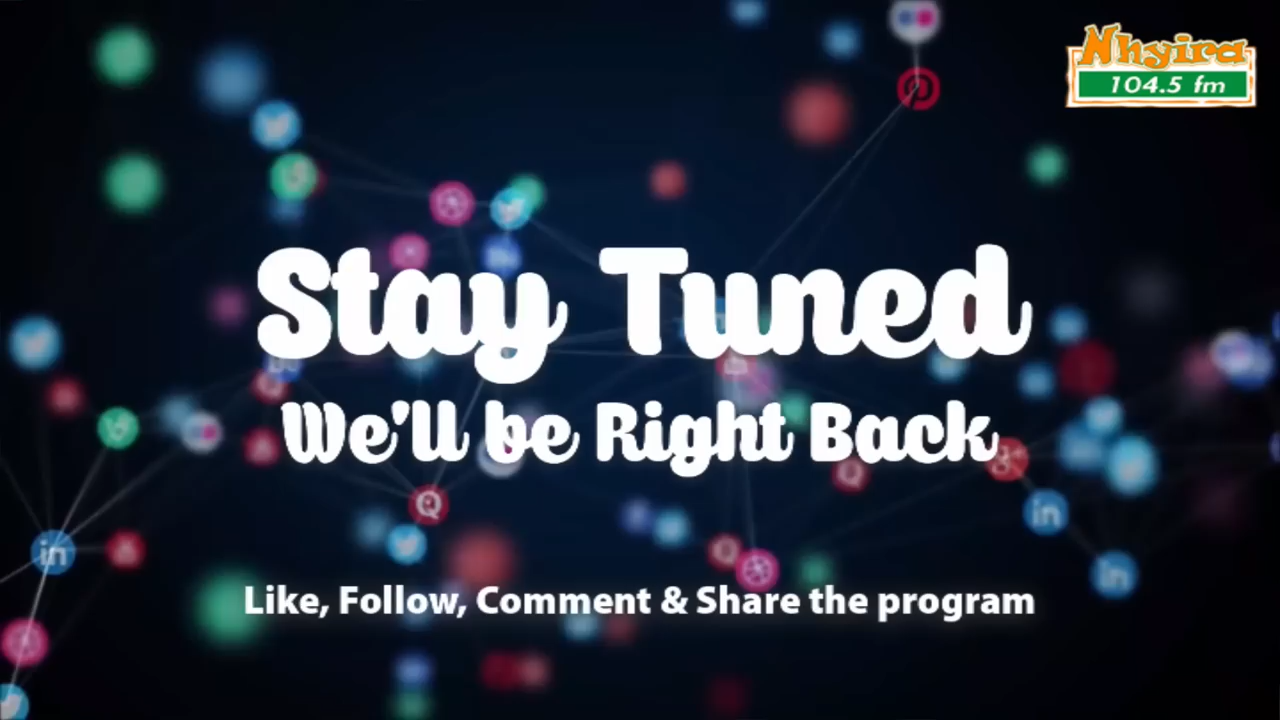 Nhyira
104.5 fm
Stay Tuned
We'll be Right Back
Like, Follow, Comment & Share the program